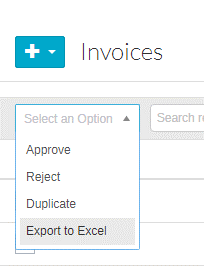 Invoices
Select an Option
Search r
Approve
Reject
Duplicate
Export to Excel